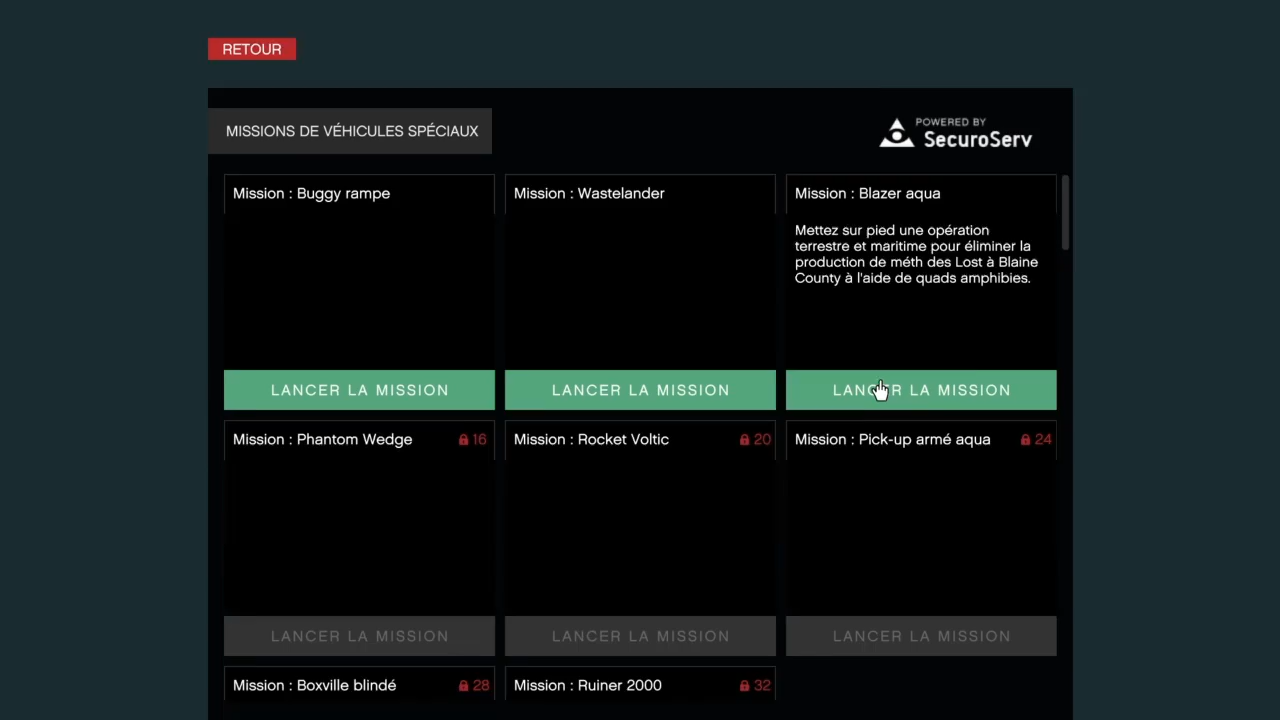 RETOUR
MISSIONS DE VÉHICULES SPÉCIAUX
POWERED BY
SecuroServ
Mission : Buggy rampe
Mission : Wastelander
Mission : Blazer aqua
Mettez sur pied une opération
terrestre et maritime pour éliminer la
production de méth des Lost à Blaine
County à l'aide de quads amphibies.
LANCER LA MISSION
LANCER LA MISSION
LANCER LA MISSION
Mission : Phantom Wedge 16
Mission : Rocket Voltic 20
Mission : Pick-up armé aqua 24
LANCER LA MISSION
LANCER LA MISSION
LANCER LA MISSION
Mission : Boxville blindé 28
Mission : Ruiner 2000 32